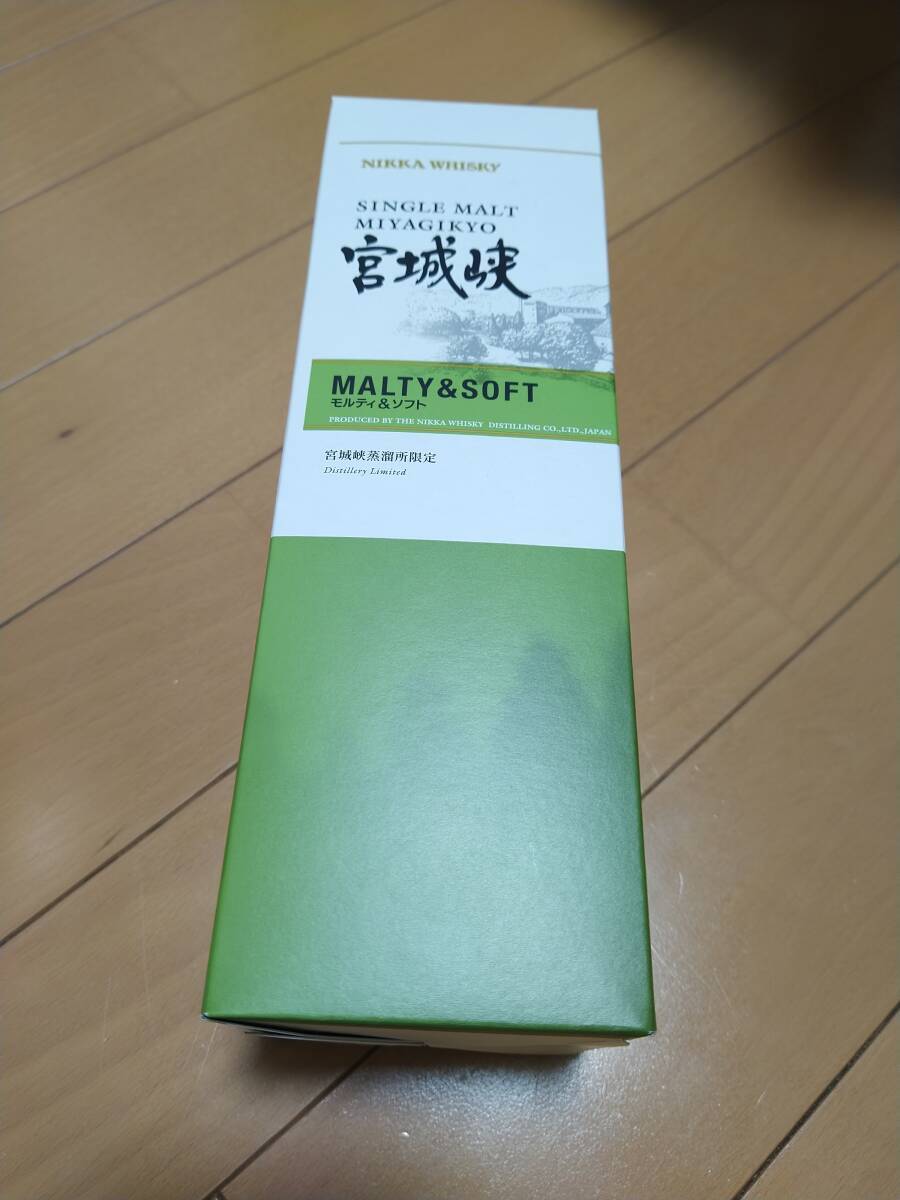 NIKKA WHISKY
SINGLE MALT
MIYAGIKYO
宮城峡
MALTY&SOFT
モルティ&ソフト
PRODUCED BY THE NIKKA WHISKY DISTILLING CO.,LTD.,JAPAN
宮城峡蒸溜所限定
Distillery Limited